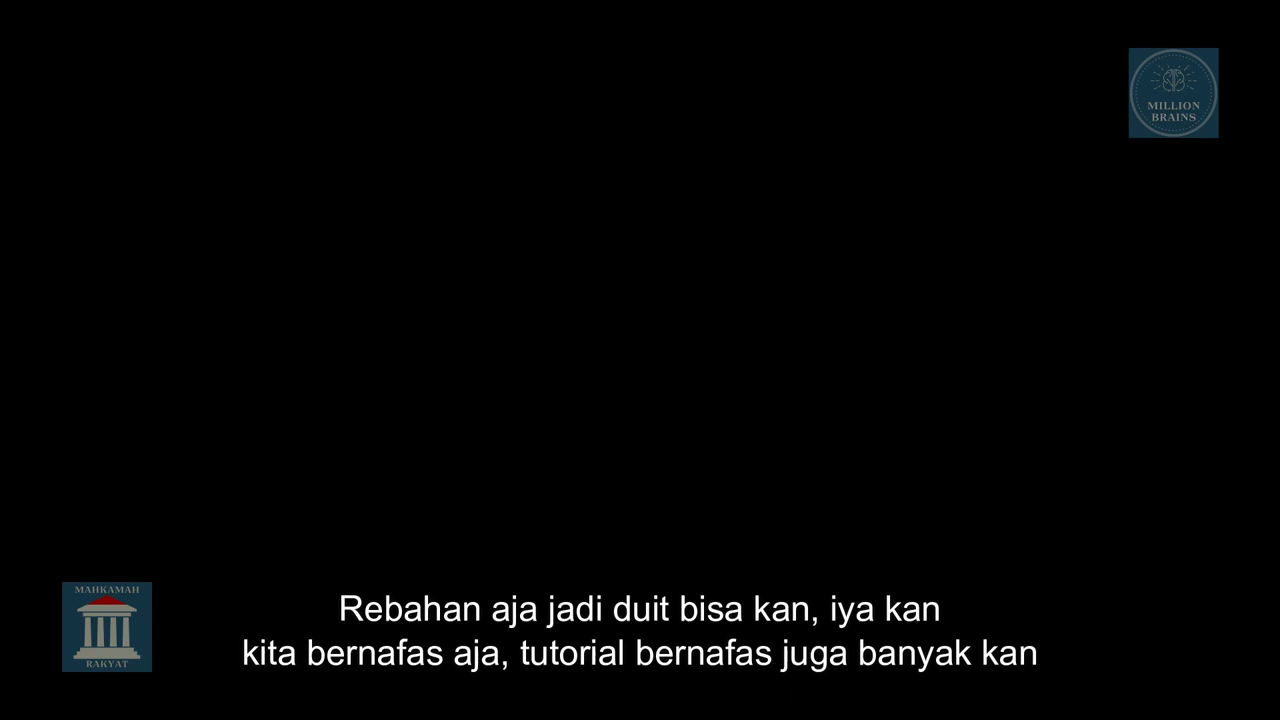 MILLION
BRAINS
MAHKAMAH
RAKYAT
Rebahan aja jadi duit bisa kan, iya kan
kita bernafas aja, tutorial bernafas juga banyak kan